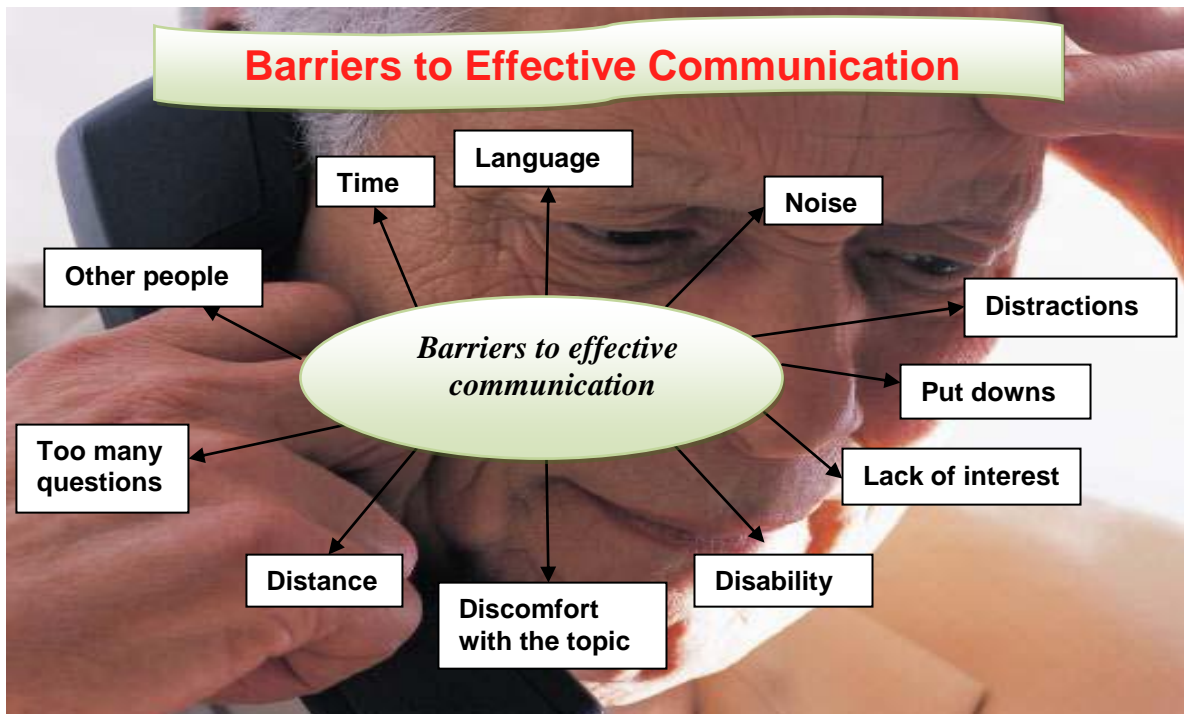 Barriers to Effective Communication
Language
Time
Noise
Other people
Distractions
Barriers to effective
communication
Put downs
Too many
questions
Lack of interest
Distance
Disability
Discomfort
with the topic